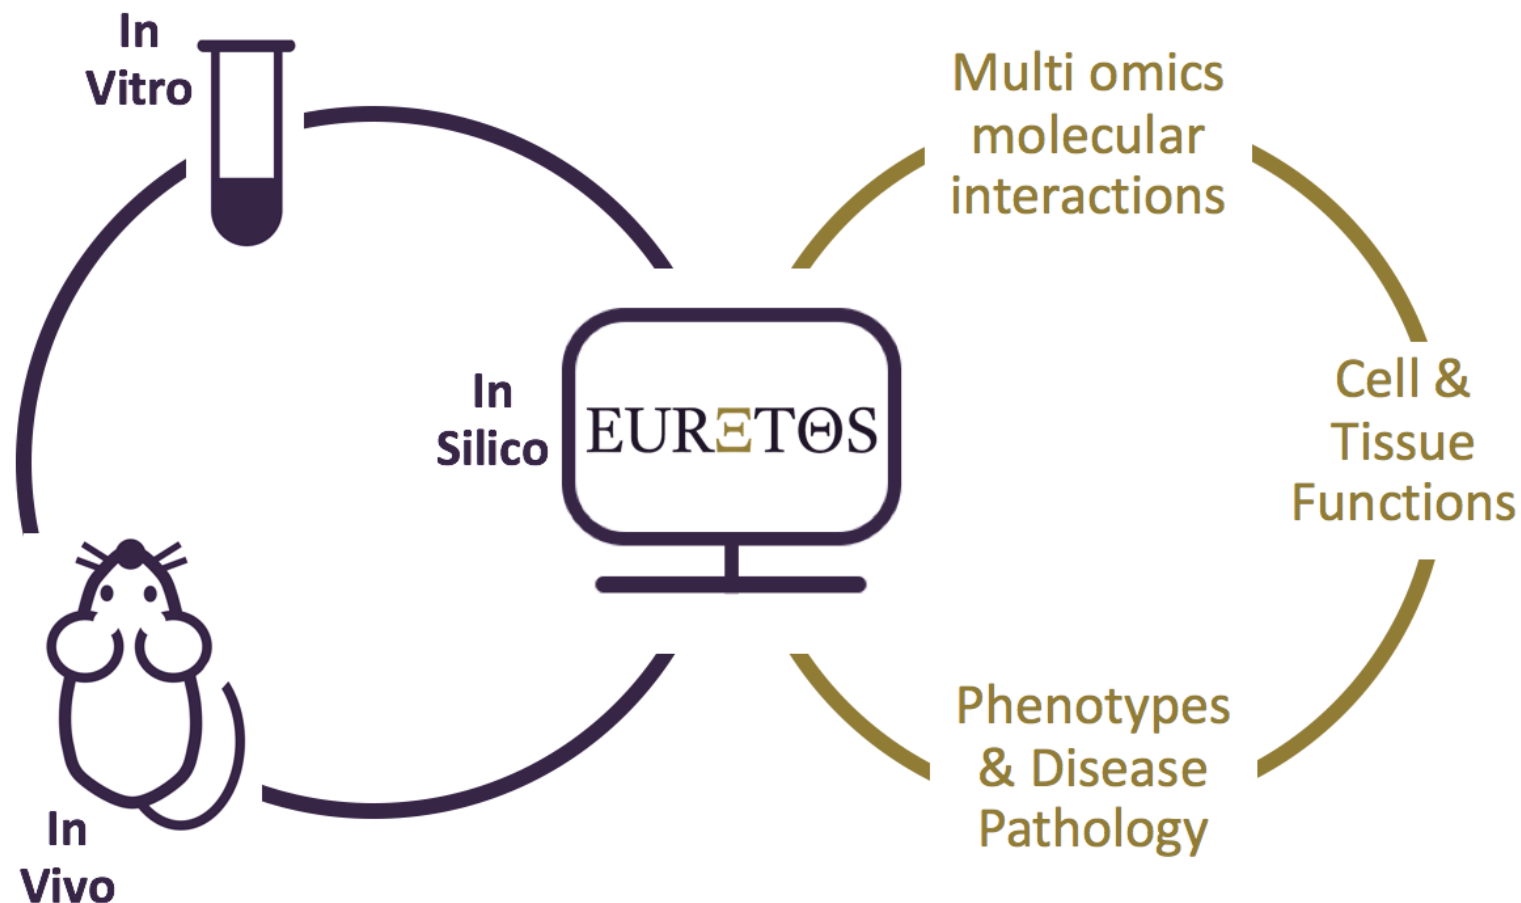 In
Vitro
Multi omics
molecular
interactions
In
Silico
EURΞTΘS
Cell &
Tissue
Functions
Phenotypes
& Disease
Pathology
In
Vivo